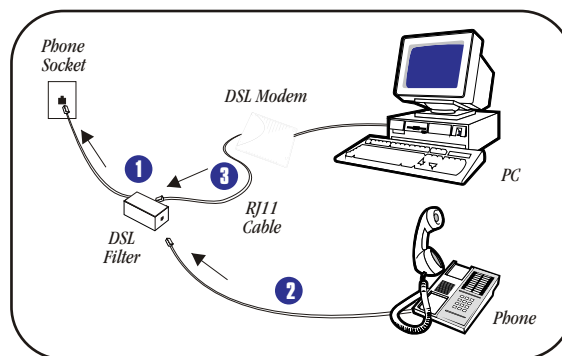 Phone
Socket
DSL Modem
1
3
PC
RJ11
Cable
DSL
Filter
2
Phone